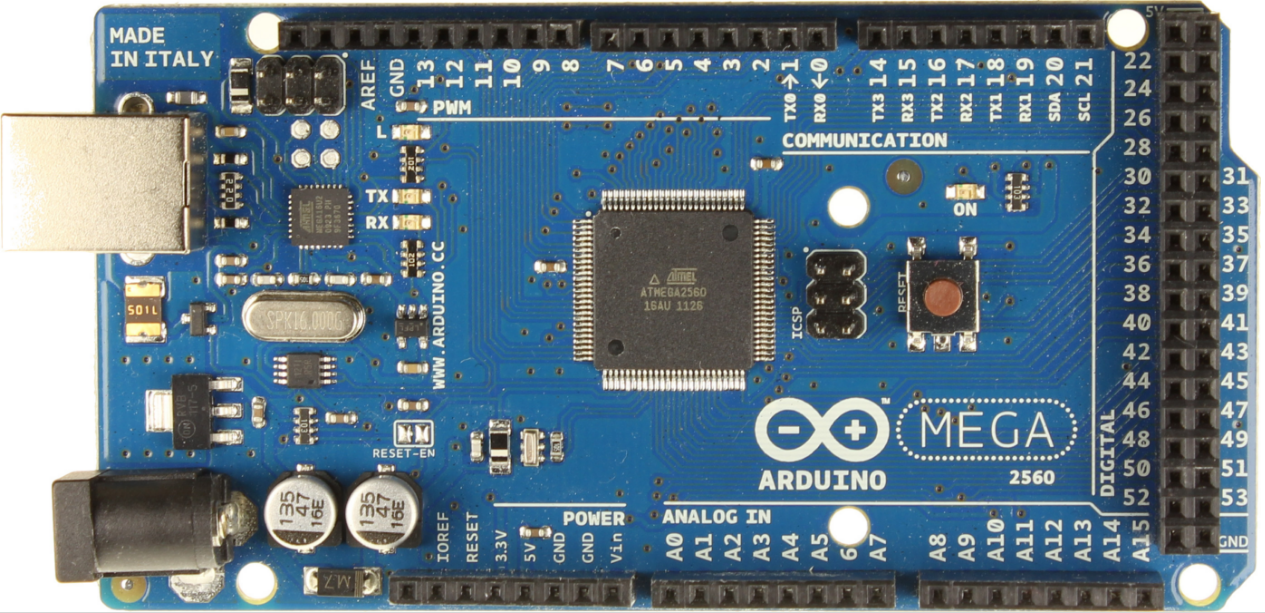 MADE
IN ITALY
AREF
GND
13
12
11
10
9
8
7
6
5
4
3
2
TX0→1
RX0←0
TX3 14
RX3 15
TX2 16
RX2 17
TX1 18
RX1 19
SDA 20
SCL 21
5V
PWM
COMMUNICATION
L
TX
RX
ON
22
24
26
28
30 31
32 33
34 35
36 37
38 39
40 41
42 43
44 45
46 47
48 49
50 51
52 53
GND
DIGITAL
WWW.ARDUINO.CC
ATMEL
ATMEGA2560
16AU 1126
ICSP
RESET
SPK16.000G
RESET-EN
MEGA
2560
ARDUINO
135
47
16E
135
47
16E
M7
POWER
IOREF
RESET
3.3V
5V
GND
GND
Vin
ANALOG IN
A0
A1
A2
A3
A4
A5
6
A7
A8
A9
A10
A11
A12
A13
A14
A15